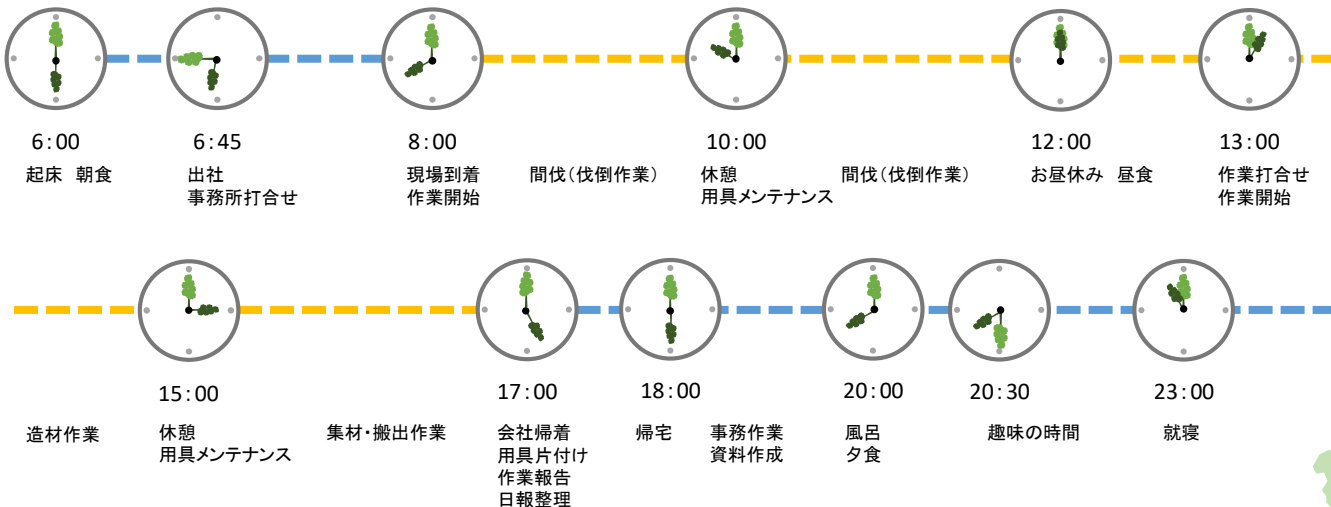 6:00
起床 朝食
6:45
出社
事務所打合せ
8:00
現場到着
作業開始
間伐(伐倒作業)
10:00
休憩
用具メンテナンス
間伐(伐倒作業)
12:00
お昼休み 昼食
13:00
作業打合せ
作業開始
造材作業
15:00
休憩
用具メンテナンス
集材・搬出作業
17:00
会社帰着
用具片付け
作業報告
日報整理
18:00
帰宅
事務作業
資料作成
20:00
風呂
夕食
20:30
趣味の時間
23:00
就寝